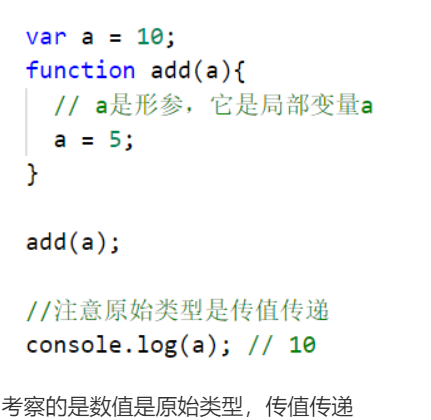 var a = 10;
function add(a){
// a是形参，它是局部变量a
a = 5;
}
add(a);
//注意原始类型是传值传递
console.log(a); // 10
考察的是数值是原始类型，传值传递